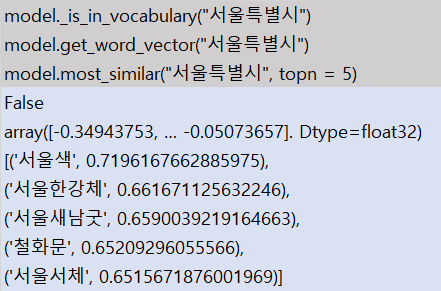 model._is_in_vocabulary("서울특별시")
model.get_word_vector("서울특별시")
model.most_similar("서울특별시", topn = 5)
False
array([-0.34943753, ... -0.05073657]. Dtype=float32)
[('서울색', 0.7196167662885975),
('서울한강체', 0.661671125632246),
('서울새남굿', 0.6590039219164663),
('철화문', 0.65209296055566),
('서울서체', 0.6515671876001969)]